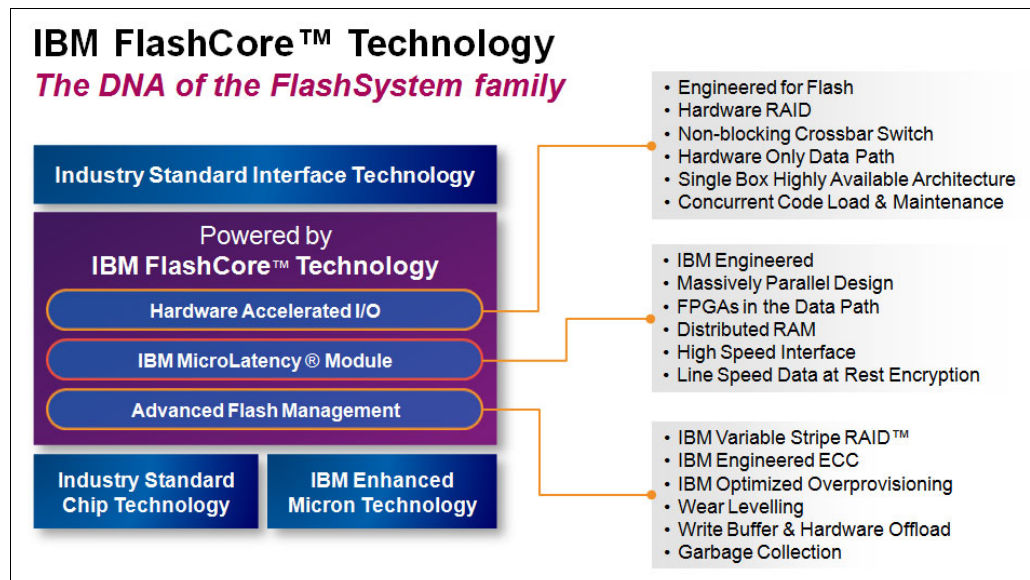 IBM FlashCore™ Technology
The DNA of the FlashSystem family
Industry Standard Interface Technology
Powered by
IBM FlashCore™ Technology
Hardware Accelerated I/O
IBM MicroLatency ® Module
Advanced Flash Management
Industry Standard
Chip Technology
IBM Enhanced
Micron Technology
• Engineered for Flash
• Hardware RAID
• Non-blocking Crossbar Switch
• Hardware Only Data Path
• Single Box Highly Available Architecture
• Concurrent Code Load & Maintenance
• IBM Engineered
• Massively Parallel Design
• FPGAs in the Data Path
• Distributed RAM
• High Speed Interface
• Line Speed Data at Rest Encryption
• IBM Variable Stripe RAID™
• IBM Engineered ECC
• IBM Optimized Overprovisioning
• Wear Levelling
• Write Buffer & Hardware Offload
• Garbage Collection